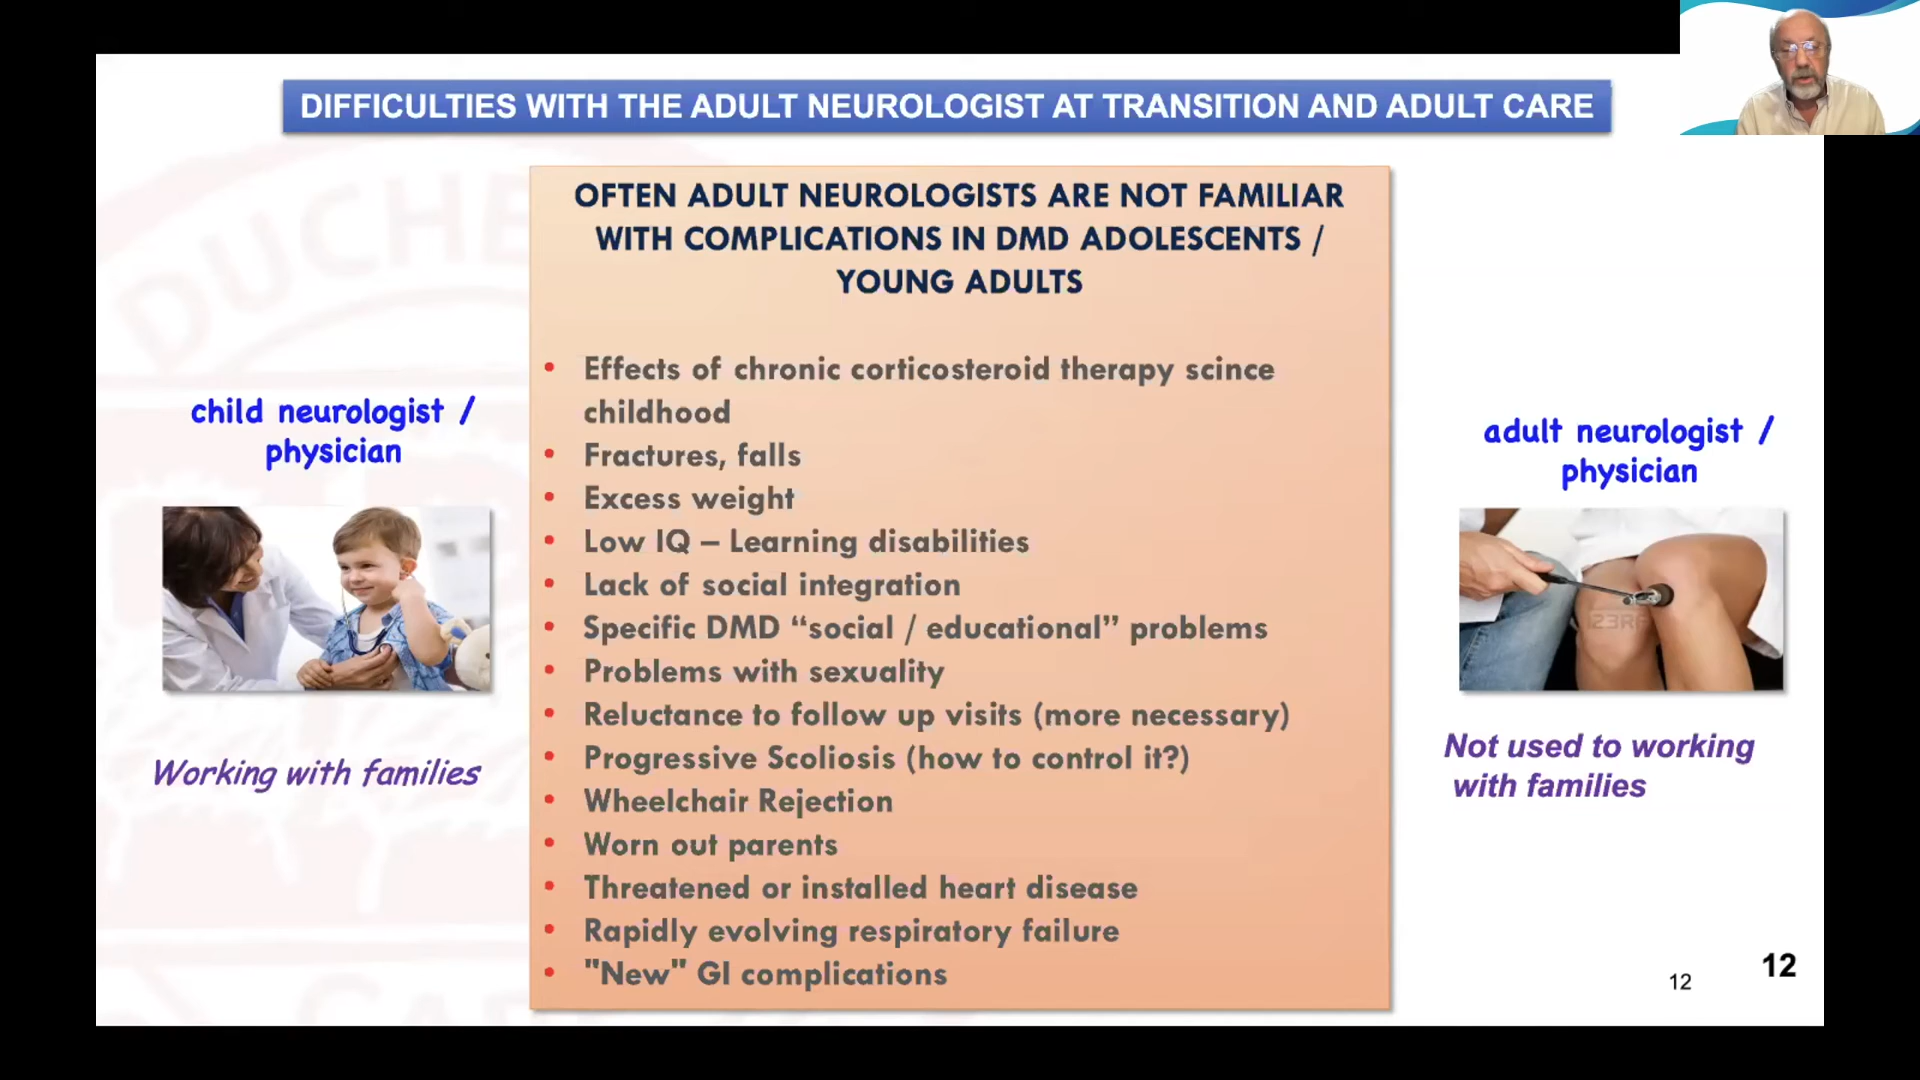 DIFFICULTIES WITH THE ADULT NEUROLOGIST AT TRANSITION AND ADULT CARE
OFTEN ADULT NEUROLOGISTS ARE NOT FAMILIAR
WITH COMPLICATIONS IN DMD ADOLESCENTS /
YOUNG ADULTS
child neurologist /
physician
Working with families
• Effects of chronic corticosteroid therapy scince
childhood
• Fractures, falls
• Excess weight
• Low IQ – Learning disabilities
• Lack of social integration
• Specific DMD “social / educational” problems
• Problems with sexuality
• Reluctance to follow up visits (more necessary)
• Progressive Scoliosis (how to control it?)
• Wheelchair Rejection
• Worn out parents
• Threatened or installed heart disease
• Rapidly evolving respiratory failure
• "New" GI complications
adult neurologist /
physician
123RF
Not used to working
with families
12
12
DUCHE